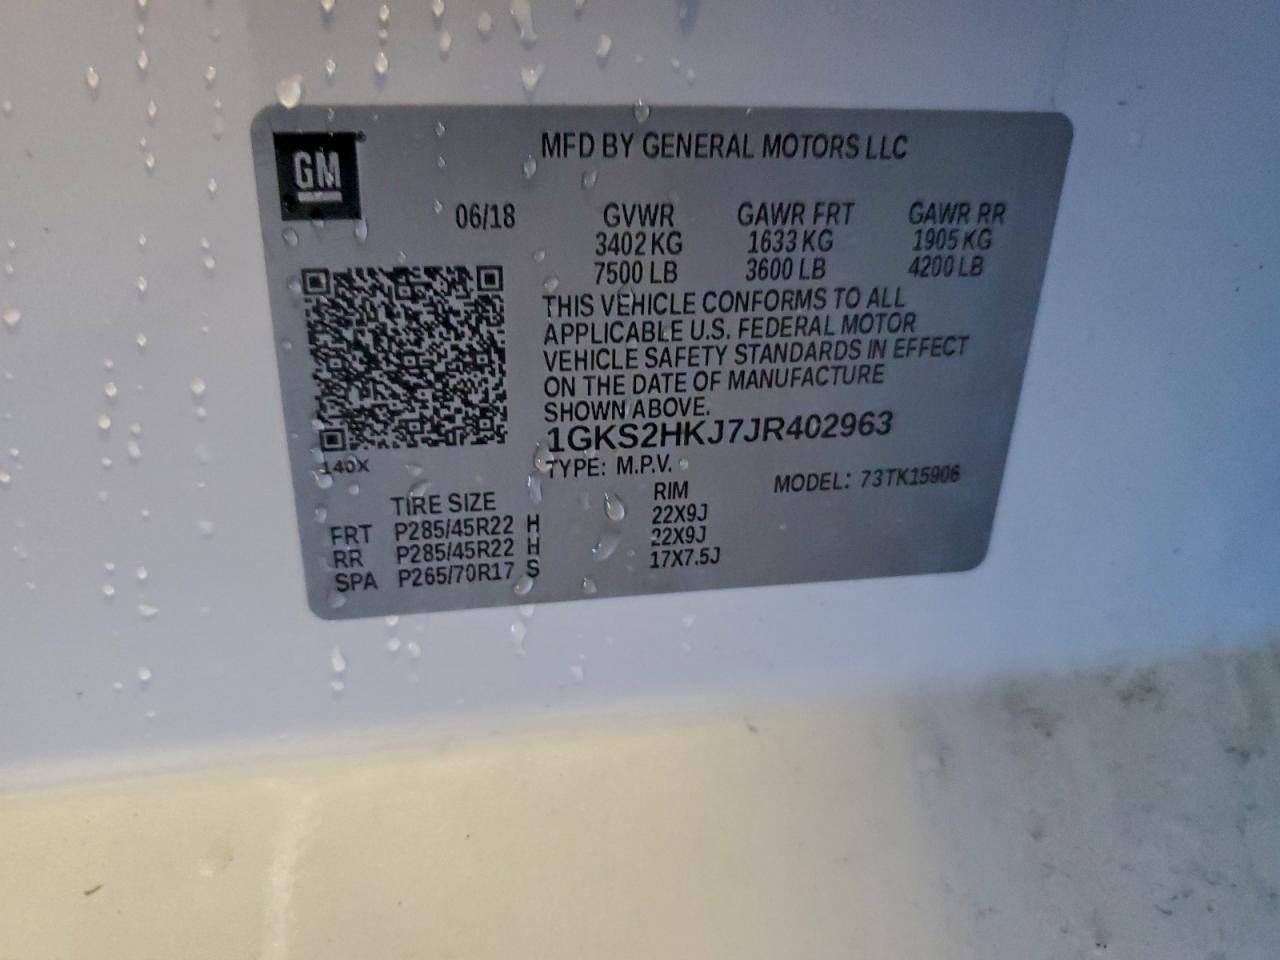 GM
MFD BY GENERAL MOTORS LLC
06/18 GVWR GAWR FRT GAWR RR
3402 KG 1633 KG 1905 KG
7500 LB 3600 LB 4200 LB
THIS VEHICLE CONFORMS TO ALL
APPLICABLE U.S. FEDERAL MOTOR
VEHICLE SAFETY STANDARDS IN EFFECT
ON THE DATE OF MANUFACTURE
SHOWN ABOVE.
1GKS2HKJ7JR402963
140X
TYPE: M.P.V. MODEL: 73TK15906
TIRE SIZE RIM
FRT P285/45R22 H 22X9J
RR P285/45R22 H 22X9J
SPA P265/70R17 S 17X7.5J